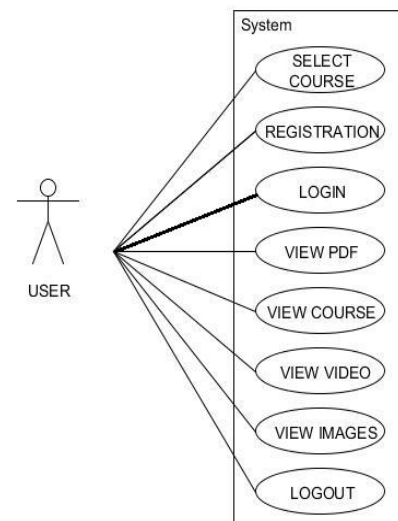 System
SELECT
COURSE
REGISTRATION
LOGIN
VIEW PDF
USER
VIEW COURSE
VIEW VIDEO
VIEW IMAGES
LOGOUT